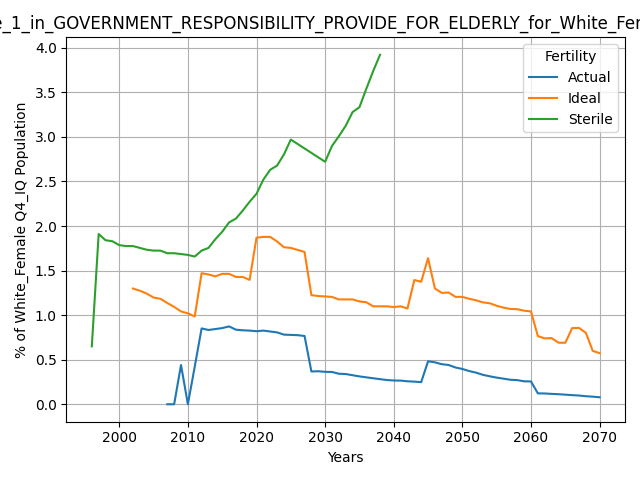 _1_in_GOVERNMENT_RESPONSIBILITY_PROVIDE_FOR_ELDERLY_for_White_Fem
4.0
3.5
3.0
2.5
2.0
1.5
1.0
0.5
0.0
% of White_Female Q4_IQ Population
Fertility
Actual
Ideal
Sterile
2000 2010 2020 2030 2040 2050 2060 2070
Years